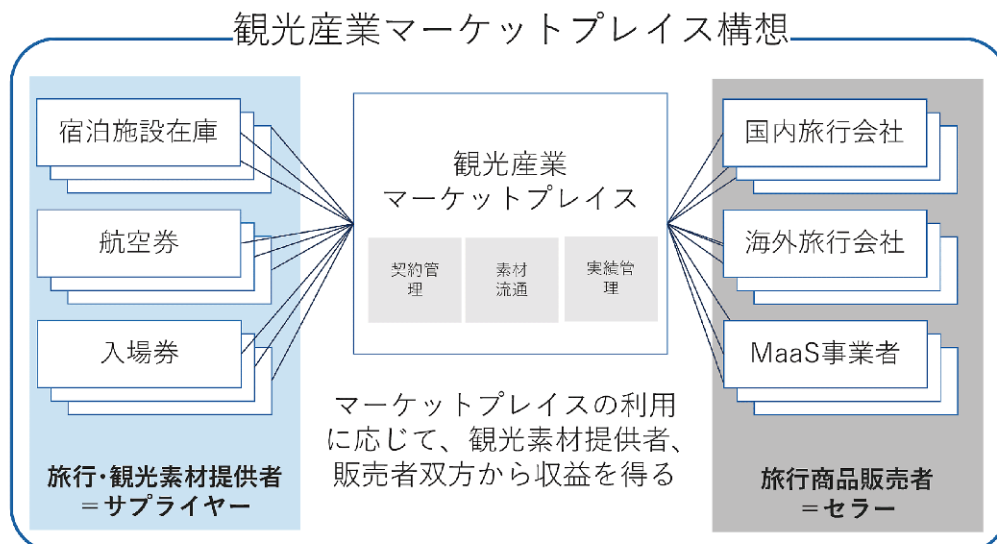 観光産業マーケットプレイス構想
宿泊施設在庫
航空券
入場券
旅行・観光素材提供者
＝サプライヤー
観光産業
マーケットプレイス
契約管
理
素材
流通
実績管
理
マーケットプレイスの利用
に応じて、観光素材提供者、
販売者双方から収益を得る
国内旅行会社
海外旅行会社
MaaS事業者
旅行商品販売者
＝セラー